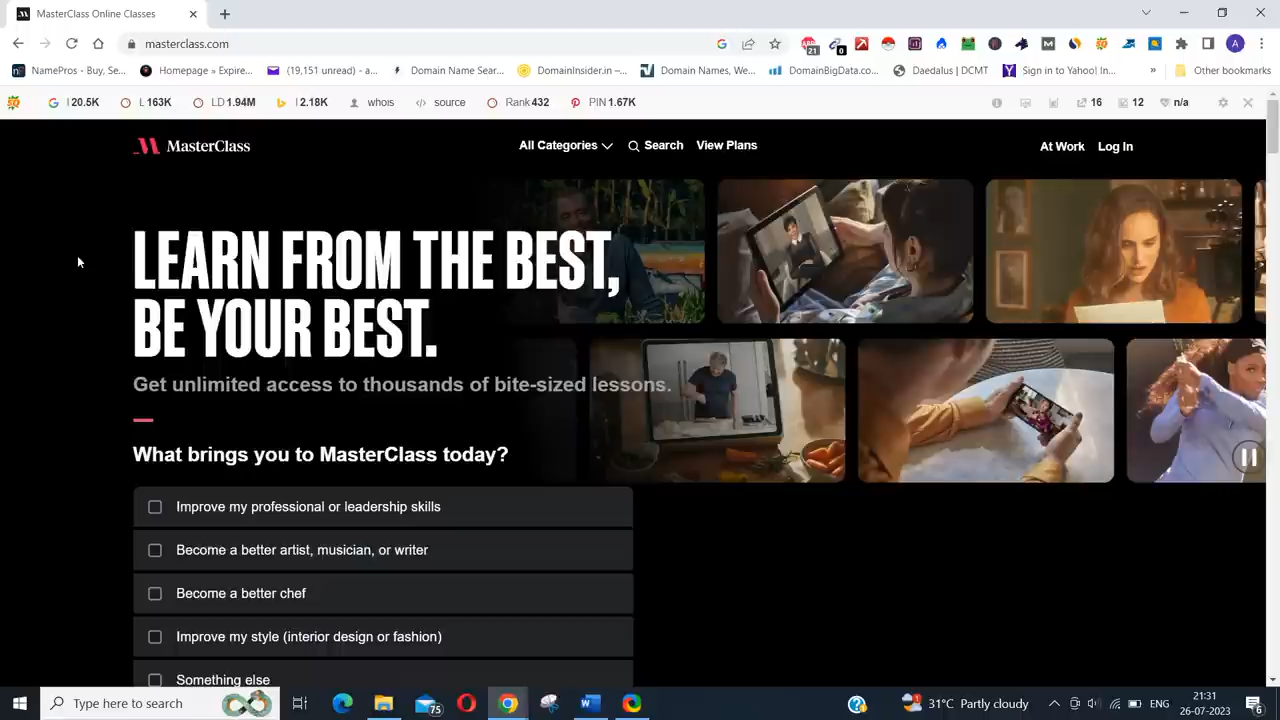 MasterClass Online Classes
masterclass.com
21
0
A
NamePros - Buy, Se...
Homepage » Expire...
(19,151 unread) - a...
Domain Name Sear...
DomainInsider.in –...
Domain Names, We...
DomainBigData.co...
Daedalus | DCMT
Sign in to Yahoo! In...
»
Other bookmarks
I 20.5K
L 163K
LD 1.94M
I 2.18K
whois
source
Rank 432
PIN 1.67K
16
12
n/a
MasterClass
All Categories
Search
View Plans
At Work
Log In
LEARN FROM THE BEST,
BE YOUR BEST.
Get unlimited access to thousands of bite-sized lessons.
What brings you to MasterClass today?
Improve my professional or leadership skills
Become a better artist, musician, or writer
Become a better chef
Improve my style (interior design or fashion)
Something else
Type here to search
75
31°C Partly cloudy
ENG
21:31
26-07-2023
6